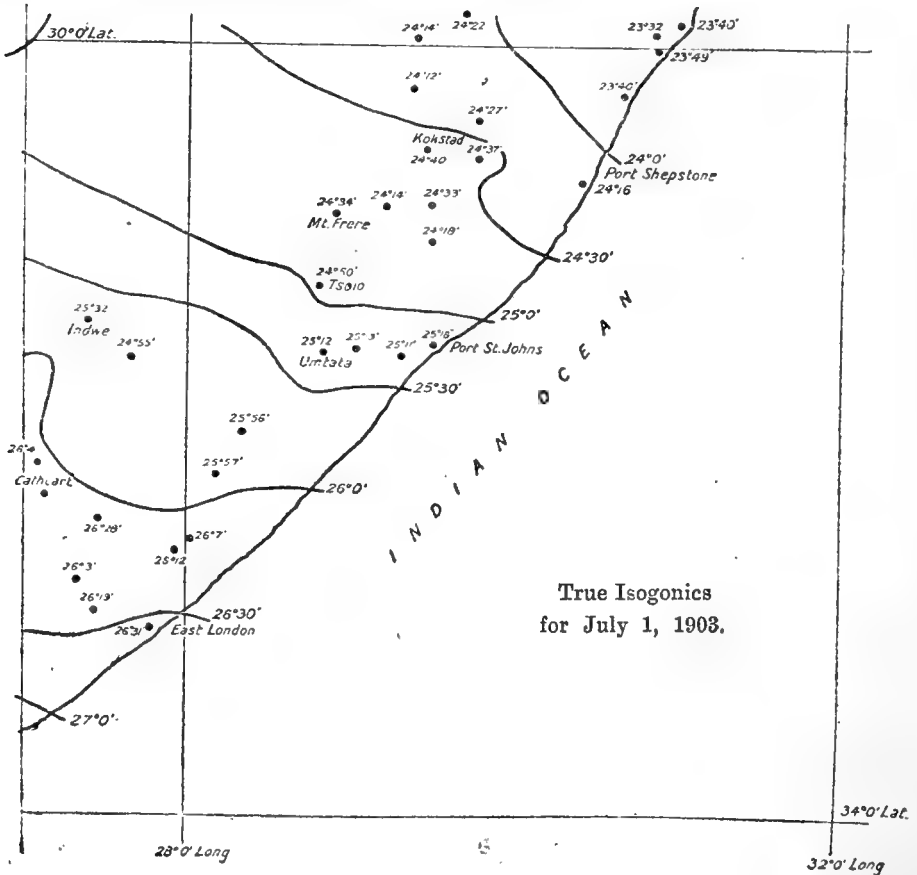 24°14'
24°22
23°32
23°40'
30°0' Lat.
23°49'
24°12'
23°40'
24°27'
Kokstad
24°40
24°37'
24°0'
Port Shepstone
24°16
24°34'
24°14'
24°33'
Mt. Frere
24°18'
24°30'
24°50'
Tsolo
25°0'
25°32
Indwe
24°55'
25°12
25°3'
25°11'
25°18'
Umtata
Port St. Johns
25°30'
INDIAN OCEAN
25°56'
26°4
25°57'
Cathcart
26°0'
26°28'
26°7'
25°12
26°3'
True Isogonics
for July 1, 1903.
26°19'
26°30'
26°31'
East London
27°0'
34°0' Lat.
28°0' Long
32°0' Long